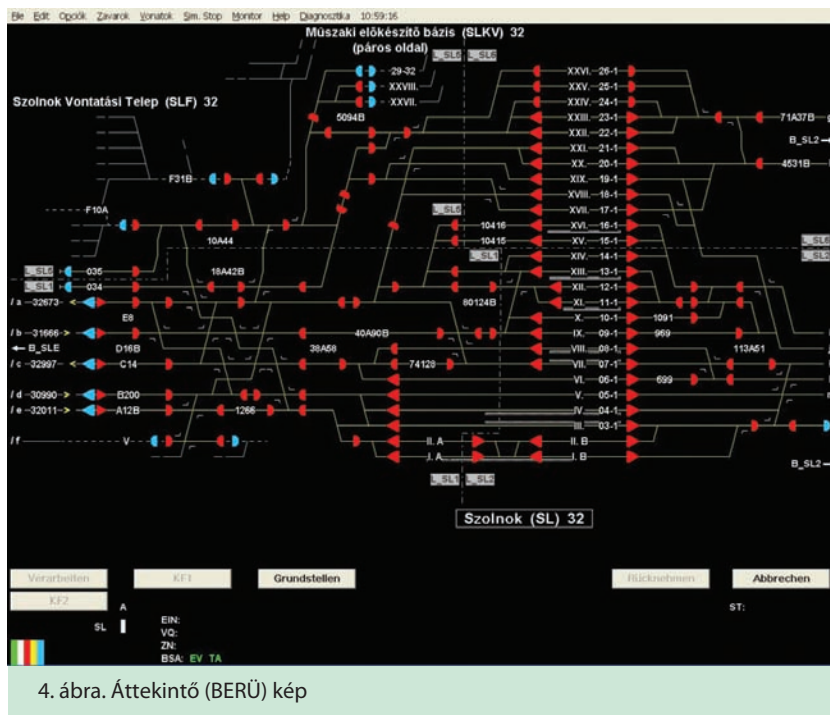 File Edit Opciók Zavarok Vonatok Sim. Stop Monitor Help Diagnosztika 10:59:16
Műszaki előkészítő bázis (SLKV) 32
(páros oldal)
L_SL5 L_SL6
29-32 XXVI. 26-1
XXVIII. XXV. 25-1
Szolnok Vontatási Telep (SLF) 32 XXVII. XXIV. 24-1
5094B XXIII. 23-1 71A37B
XXII. 22-1
B_SL2
XXI. 21-1
XX. 20-1 4531B
F31B XIX. 19-1
XVIII. 18-1
F10A L_SL5 XVII. 17-1
10416 XVI. 16-1
10A44 10415 XV. 15-1 L_SL6
L_SL1 XIV. 14-1 L_SL2
L_SL5 035 18A42B XIII. 13-1
L_SL1 034 XII. 12-1
/ a 32673 < 80124B XI. 11-1
E8 X. 10-1 1091
/ b 31666 > 40A90B IX. 09-1 969
B_SLE D16B 38A58 VIII. 08-1 113A51
/ c 32997 < C14 74128 VII. 07-1
VI. 06-1 699
/ d 30990 > B200 V. 05-1
/ e 32011 > A12B 1266 IV. 04-1
III. 03-1
/ f V II. A II. B
I. A I. B
B_SL2
L_SL1 L_SL2
Szolnok (SL) 32
Verarbeiten KF1 Grundstellen Rücknehmen Abbrechen
KF2
A ST:
SL EIN:
VQ:
ZN:
BSA: EV TA
4. ábra. Áttekintő (BERÜ) kép